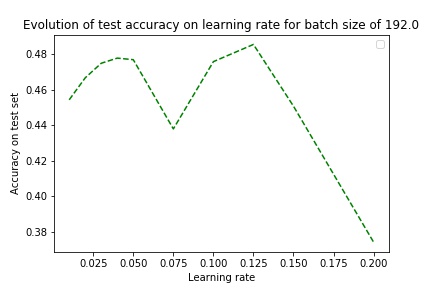 Evolution of test accuracy on learning rate for batch size of 192.0
0.48
0.46
0.44
0.42
0.40
0.38
Accuracy on test set
0.025 0.050 0.075 0.100 0.125 0.150 0.175 0.200
Learning rate